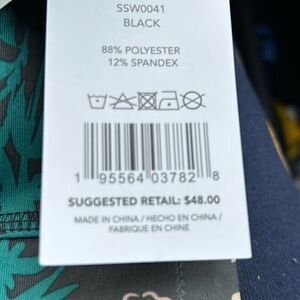 SSW0041
BLACK
88% POLYESTER
12% SPANDEX
1 95564 03782 8
SUGGESTED RETAIL: $48.00
MADE IN CHINA / HECHO EN CHINA /
FABRIQUE EN CHINE